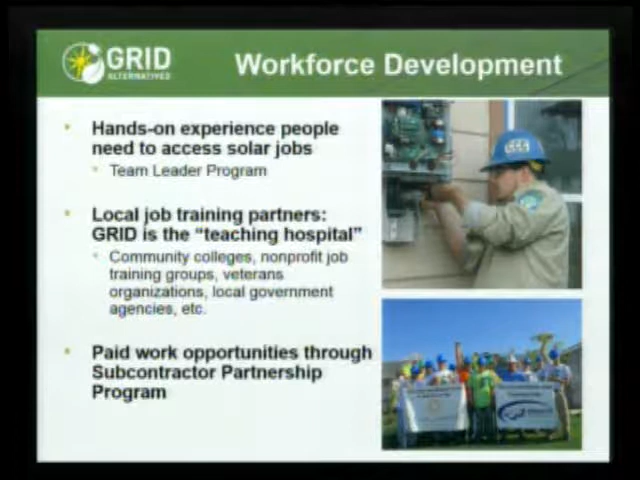 GRID
ALTERNATIVES
Workforce Development
Hands-on experience people
need to access solar jobs
Team Leader Program
Local job training partners:
GRID is the “teaching hospital”
Community colleges, nonprofit job
training groups, veterans
organizations, local government
agencies, etc.
Paid work opportunities through
Subcontractor Partnership
Program
CCC